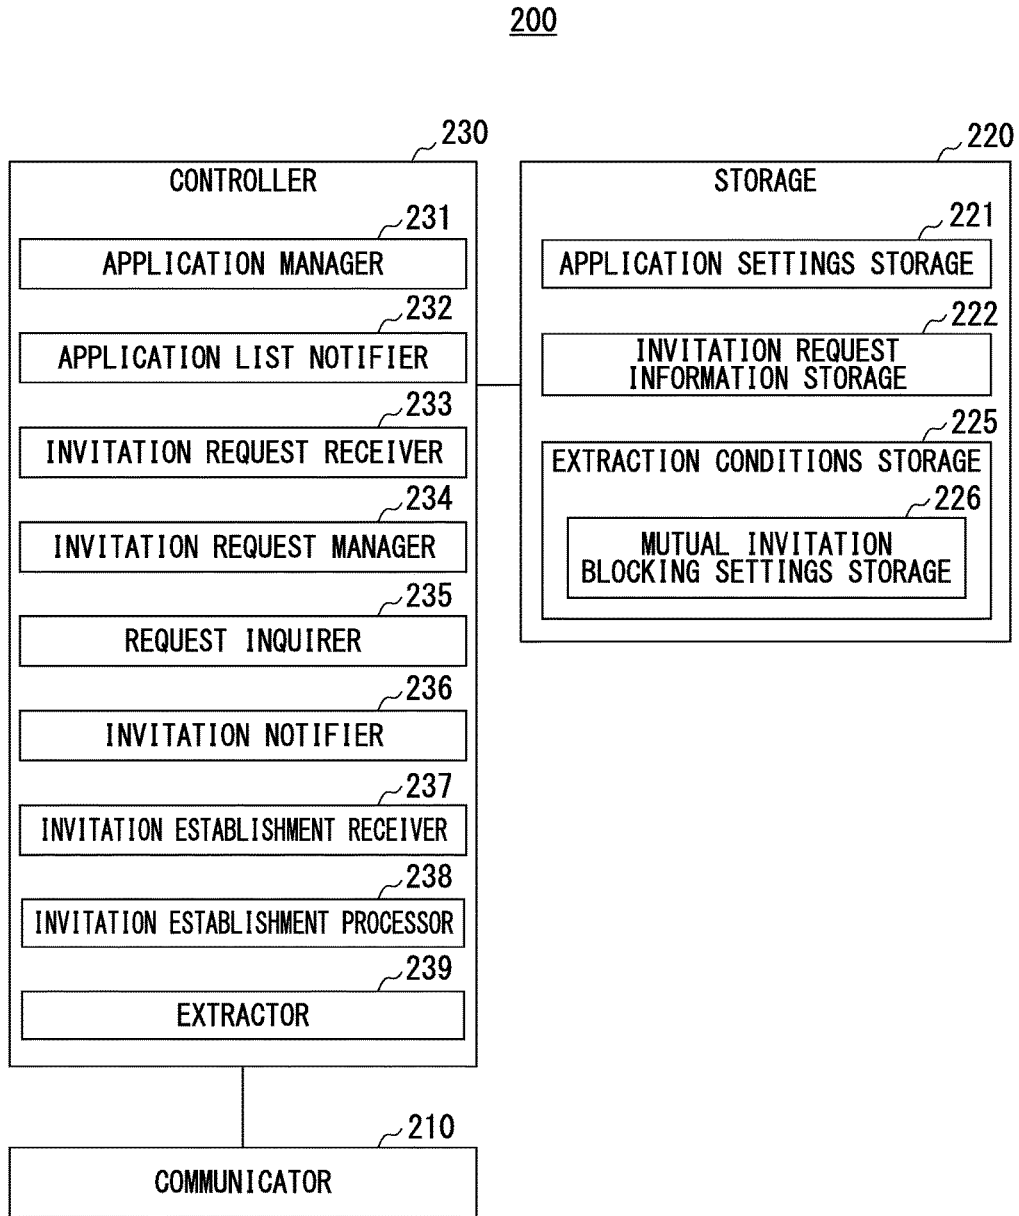 200
230
CONTROLLER
231
APPLICATION MANAGER
232
APPLICATION LIST NOTIFIER
233
INVITATION REQUEST RECEIVER
234
INVITATION REQUEST MANAGER
235
REQUEST INQUIRER
236
INVITATION NOTIFIER
237
INVITATION ESTABLISHMENT RECEIVER
238
INVITATION ESTABLISHMENT PROCESSOR
239
EXTRACTOR
210
COMMUNICATOR
220
STORAGE
221
APPLICATION SETTINGS STORAGE
222
INVITATION REQUEST
INFORMATION STORAGE
225
EXTRACTION CONDITIONS STORAGE
226
MUTUAL INVITATION
BLOCKING SETTINGS STORAGE